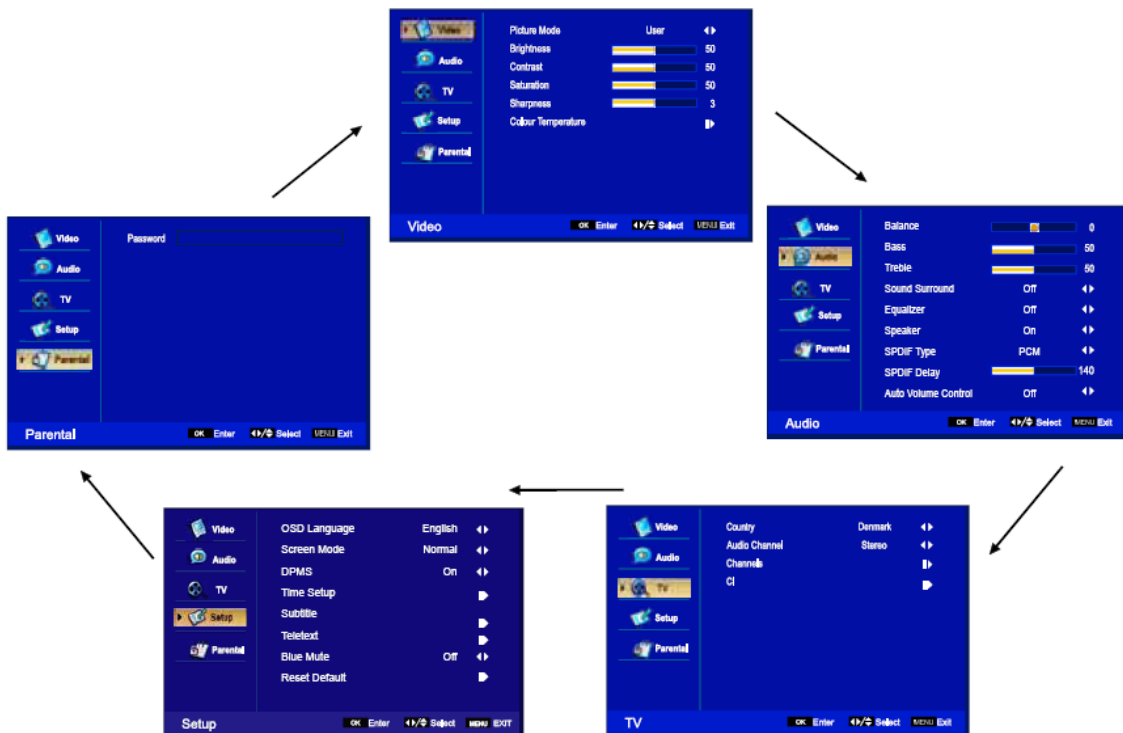 Video
Audio
TV
Setup
Parental
Picture Mode User
Brightness 50
Contrast 50
Saturation 50
Sharpness 3
Colour Temperature
Video OK Enter / Select MENU Exit
Video
Audio
TV
Setup
Parental
Password
Parental OK Enter / Select MENU Exit
Video
Audio
TV
Setup
Parental
Balance 0
Bass 50
Treble 50
Sound Surround Off
Equalizer Off
Speaker On
SPDIF Type PCM
SPDIF Delay 140
Auto Volume Control Off
Audio OK Enter / Select MENU Exit
Video
Audio
TV
Setup
Parental
OSD Language English
Screen Mode Normal
DPMS On
Time Setup
Subtitle
Teletext
Blue Mute Off
Reset Default
Setup OK Enter / Select MENU EXIT
Video
Audio
TV
Setup
Parental
Country Denmark
Audio Channel Stereo
Channels
CI
TV OK Enter / Select MENU Exit